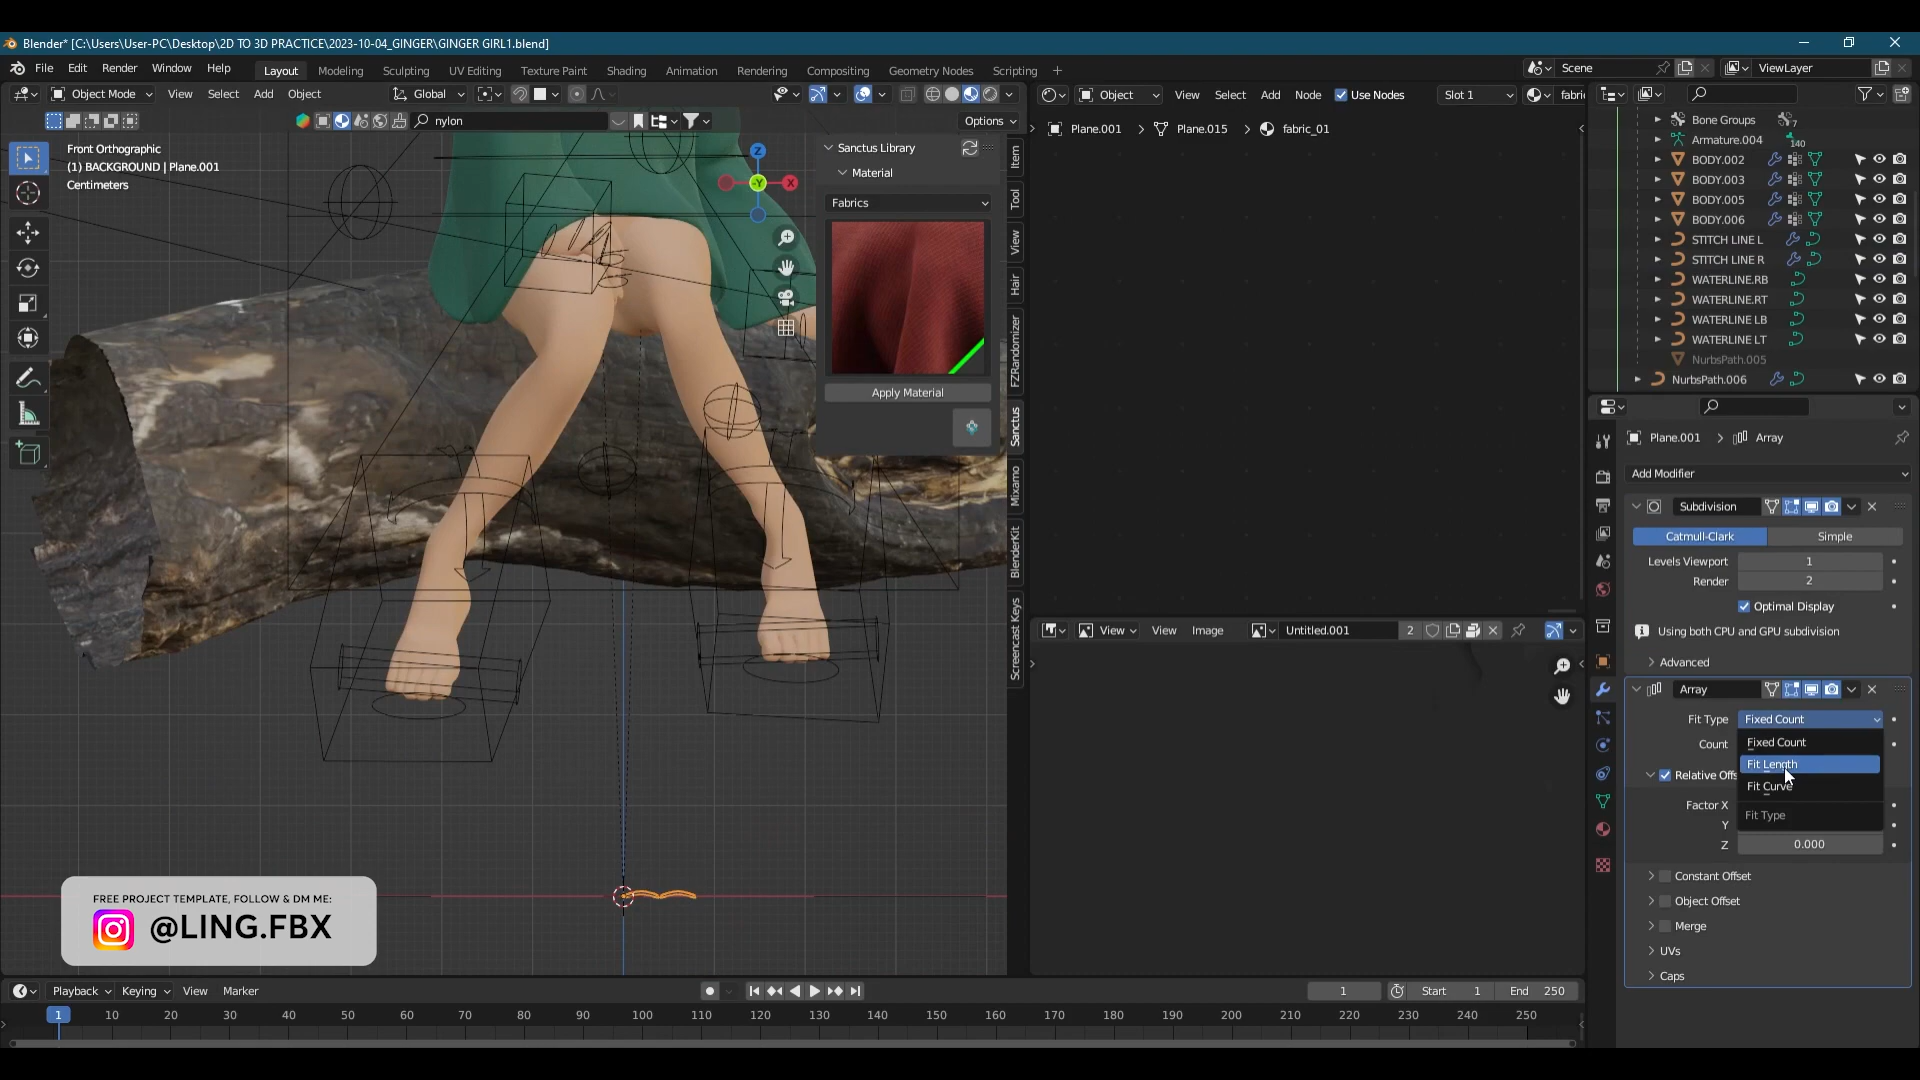 Blender* [C:\Users\User-PC\Desktop\2D TO 3D PRACTICE\2023-10-04_GINGER\GINGER GIRL1.blend]
File Edit Render Window Help
Layout Modeling Sculpting UV Editing Texture Paint Shading Animation Rendering Compositing Geometry Nodes Scripting +
Scene
ViewLayer
Object Mode View Select Add Object
Global
nylon
Options
Front Orthographic
(1) BACKGROUND | Plane.001
Centimeters
Z
-Y
X
Sanctus Library
Material
Fabrics
Apply Material
Item
Tool
View
Hair
FZRandomizer
Sanctus
Mixamo
BlenderKit
Screencast Keys
Object View Select Add Node Use Nodes Slot 1 fabri
Plane.001 Plane.015 fabric_01
View View Image Untitled.001 2
Bone Groups 7
Armature.004 140
BODY.002
BODY.003
BODY.005
BODY.006
STITCH LINE L
STITCH LINE R
WATERLINE.RB
WATERLINE.RT
WATERLINE LB
WATERLINE LT
NurbsPath.005
NurbsPath.006
Plane.001 Array
Add Modifier
Subdivision
Catmull-Clark Simple
Levels Viewport 1
Render 2
Optimal Display
Using both CPU and GPU subdivision
Advanced
Array
Fit Type Fixed Count
Count
Fixed Count
Fit Length
Fit Curve
Fit Type
Relative Offs
Factor X
Y
Z 0.000
Constant Offset
Object Offset
Merge
UVs
Caps
FREE PROJECT TEMPLATE, FOLLOW & DM ME:
@LING.FBX
Playback Keying View Marker
1 Start 1 End 250
1 10 20 30 40 50 60 70 80 90 100 110 120 130 140 150 160 170 180 190 200 210 220 230 240 250